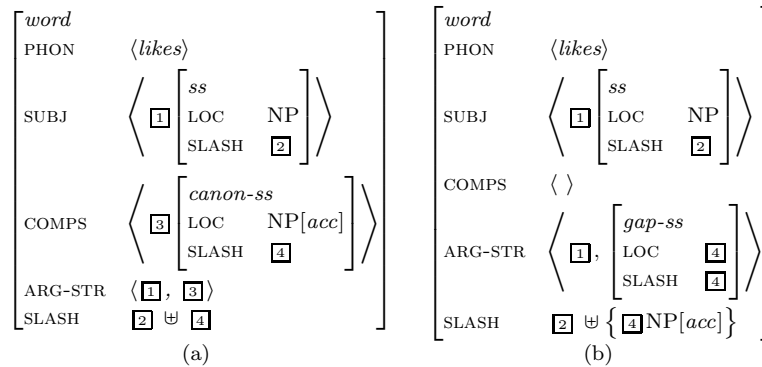 word
PHON ⟨likes⟩
SUBJ ⟨ 1 [ ss
LOC NP
SLASH 2 ] ⟩
COMPS ⟨ 3 [ canon-ss
LOC NP[acc]
SLASH 4 ] ⟩
ARG-STR ⟨ 1 , 3 ⟩
SLASH 2 ⊎ 4
(a)
word
PHON ⟨likes⟩
SUBJ ⟨ 1 [ ss
LOC NP
SLASH 2 ] ⟩
COMPS ⟨ ⟩
ARG-STR ⟨ 1 , [ gap-ss
LOC 4
SLASH 4 ] ⟩
SLASH 2 ⊎ { 4 NP[acc] }
(b)